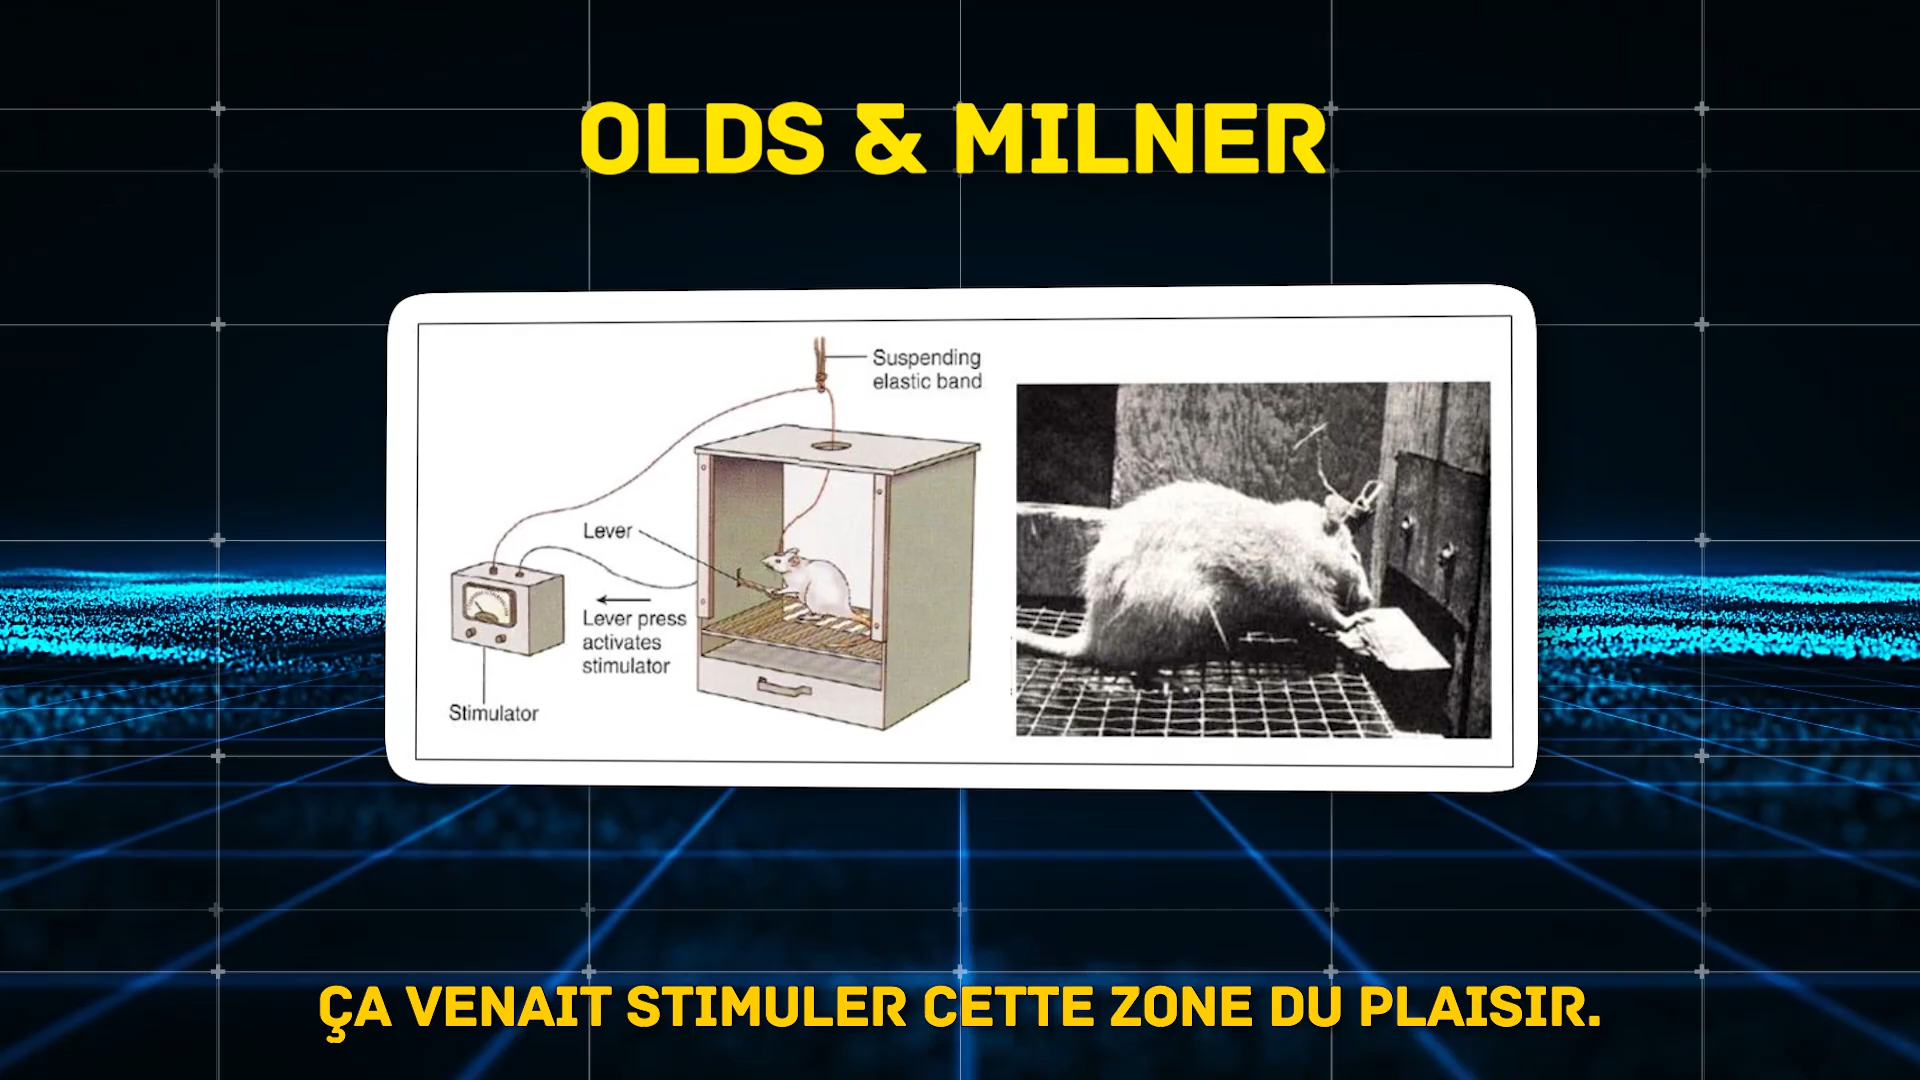 OLDS & MILNER
Suspending
elastic band
Lever
Lever press
activates
stimulator
Stimulator
ÇA VENAIT STIMULER CETTE ZONE DU PLAISIR.